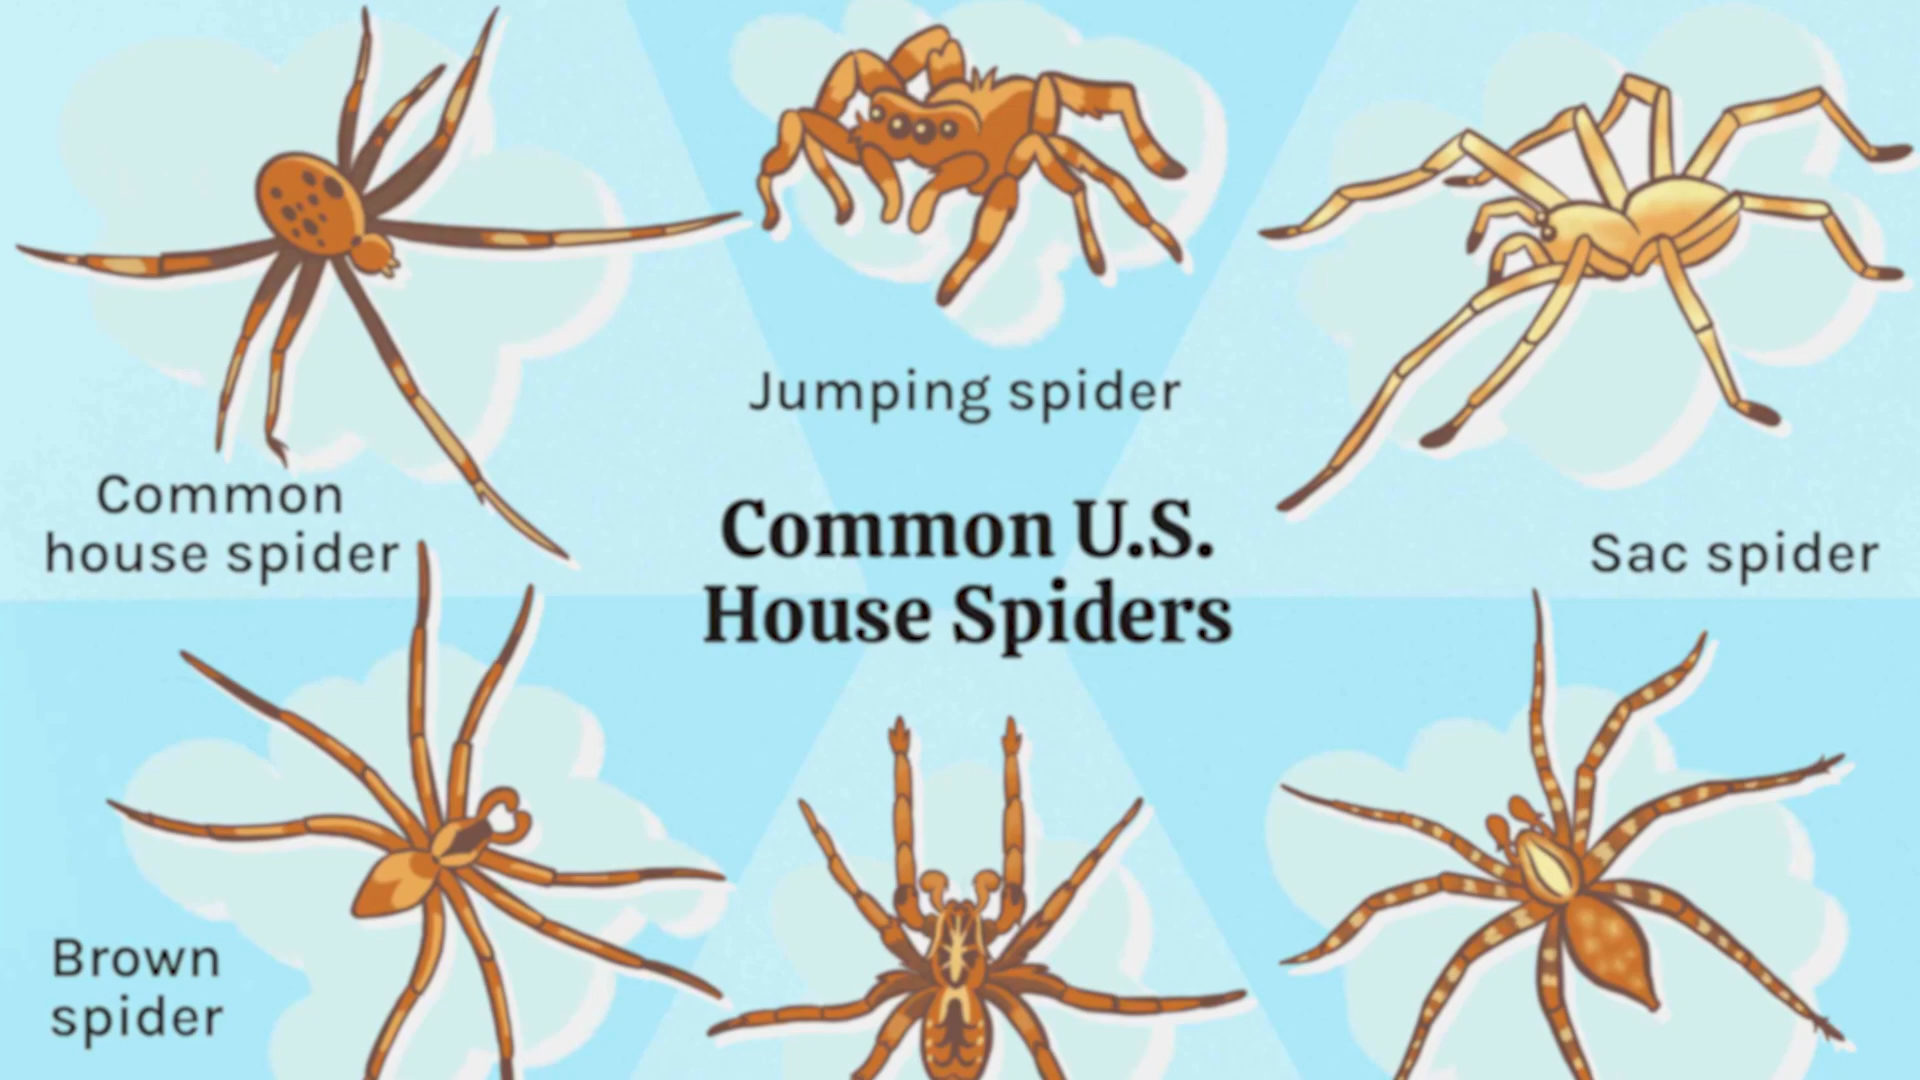 Jumping spider
Common
house spider
Common U.S.
House Spiders
Sac spider
Brown
spider